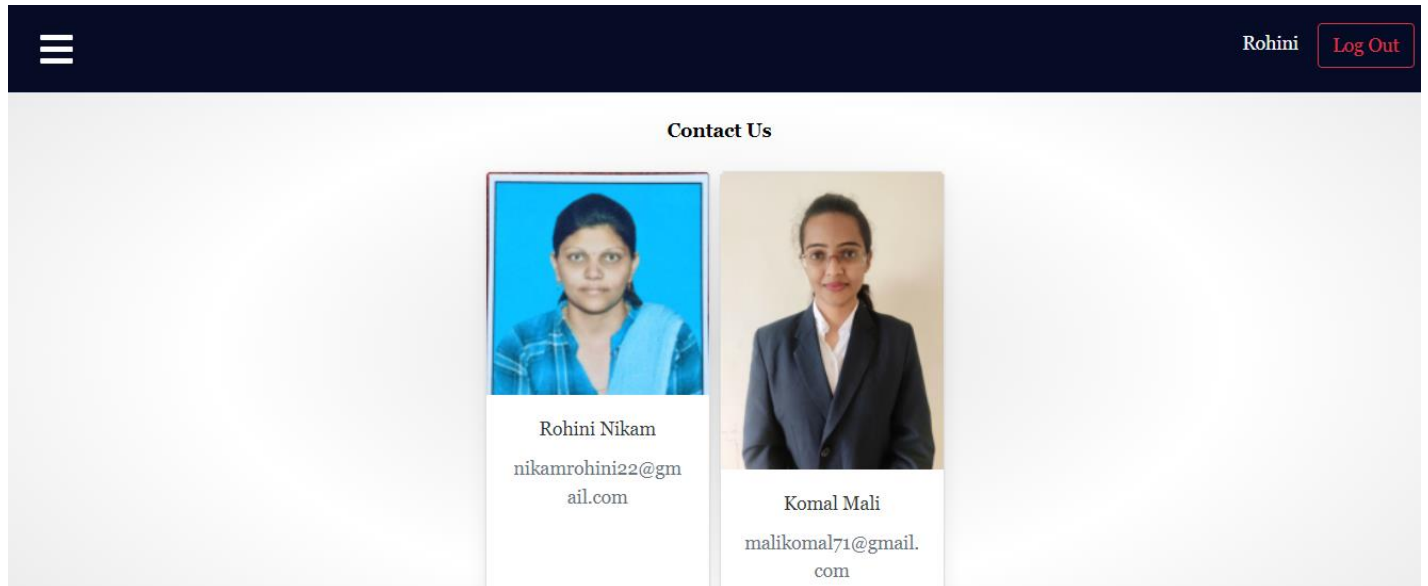 Rohini Log Out
Contact Us
Rohini Nikam
nikamrohini22@gm
ail.com
Komal Mali
malikomal71@gmail.
com